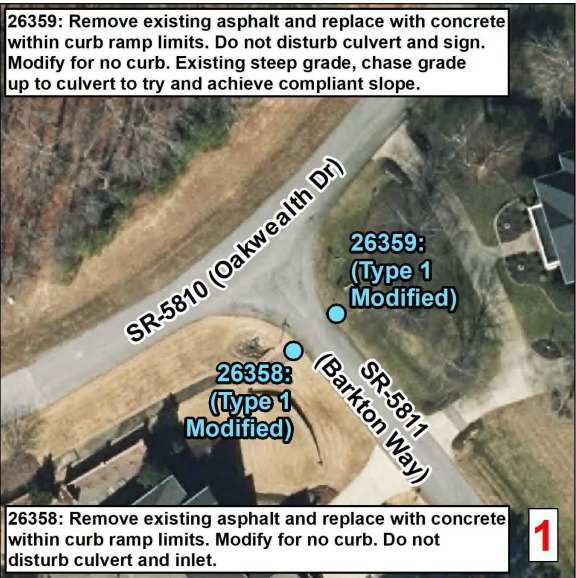 26359: Remove existing asphalt and replace with concrete
within curb ramp limits. Do not disturb culvert and sign.
Modify for no curb. Existing steep grade, chase grade
up to culvert to try and achieve compliant slope.
SR-5810 (Oakwealth Dr)
26359:
(Type 1
Modified)
26358:
(Type 1
Modified)
SR-5811
(Barkton Way)
26358: Remove existing asphalt and replace with concrete
within curb ramp limits. Modify for no curb. Do not
disturb culvert and inlet.
1